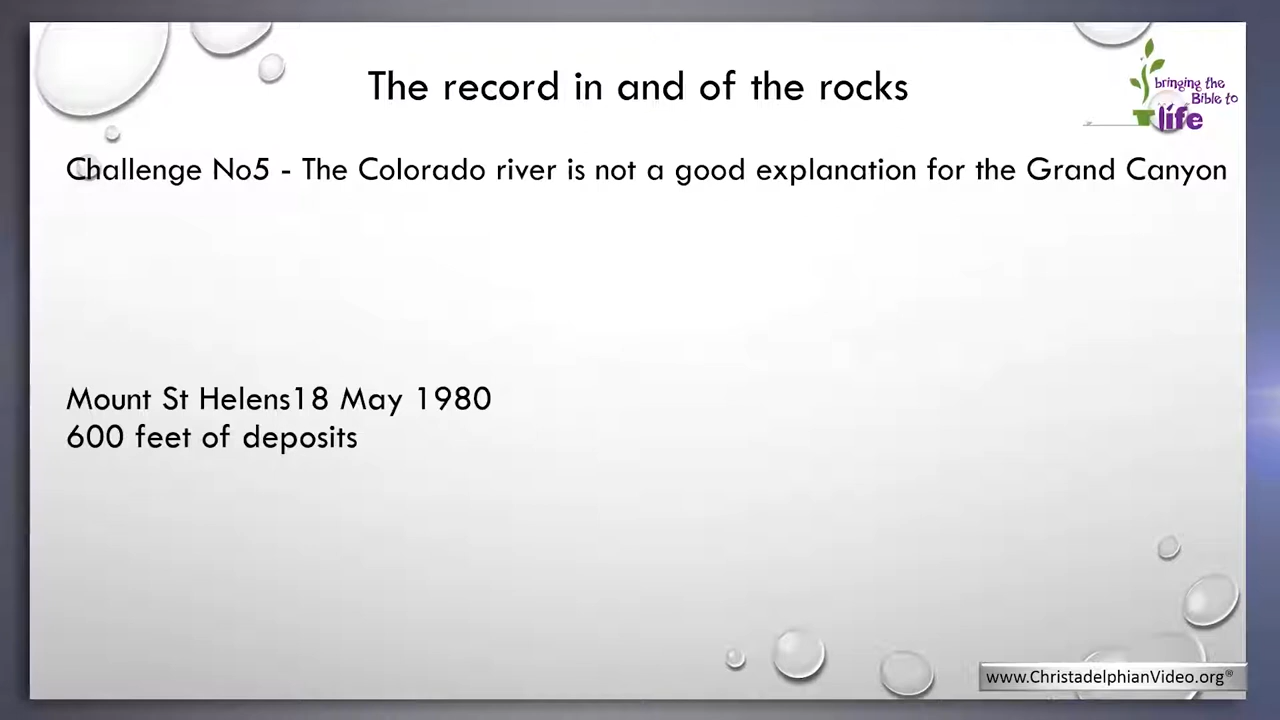 The record in and of the rocks
bringing the
Bible to
life
Challenge No5 - The Colorado river is not a good explanation for the Grand Canyon
Mount St Helens18 May 1980
600 feet of deposits
www.ChristadelphianVideo.org®